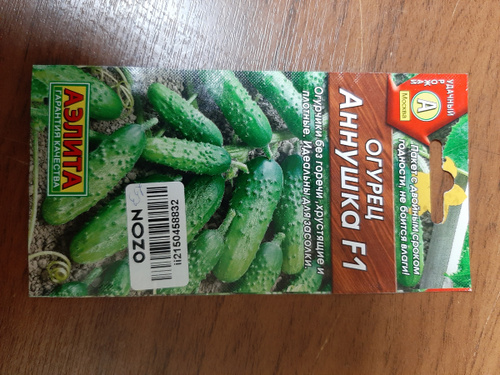 УДАЧНЫЙ
УРОЖАЙ
А
Москва
Пакет с двойным сроком
годности, не боится влаги!
ОГУРЕЦ
Аннушка F1
Огурчики без горечи, хрустящие и
плотные. Идеальны для засолки.
АЭЛИТА
ГАРАНТИЯ КАЧЕСТВА
OZON
ii2150458832